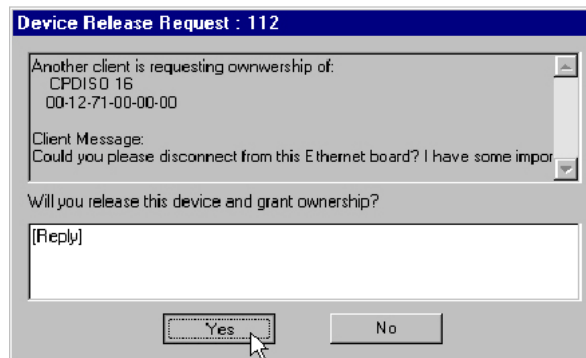 Device Release Request : 112
Another client is requesting ownwership of:
CPDISO 16
00-12-71-00-00-00
Client Message:
Could you please disconnect from this Ethernet board? I have some impor
Will you release this device and grant ownership?
[Reply]
Yes
No